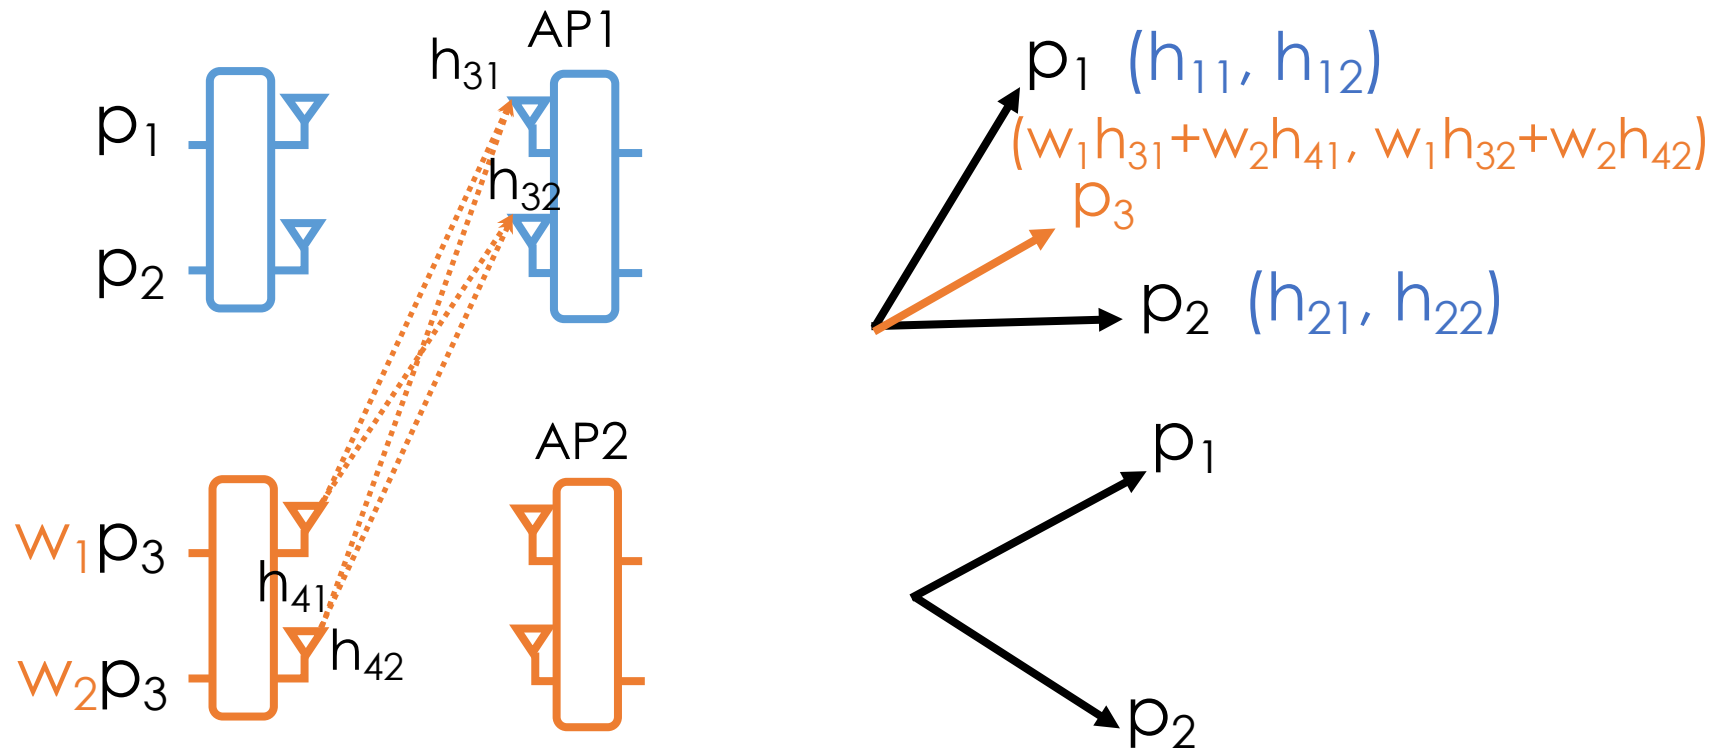 AP1
h31
p1
h32
p2
p1 (h11, h12)
(w1h31+w2h41, w1h32+w2h42)
p3
p2 (h21, h22)
AP2
w1p3
h41
h42
w2p3
p1
p2